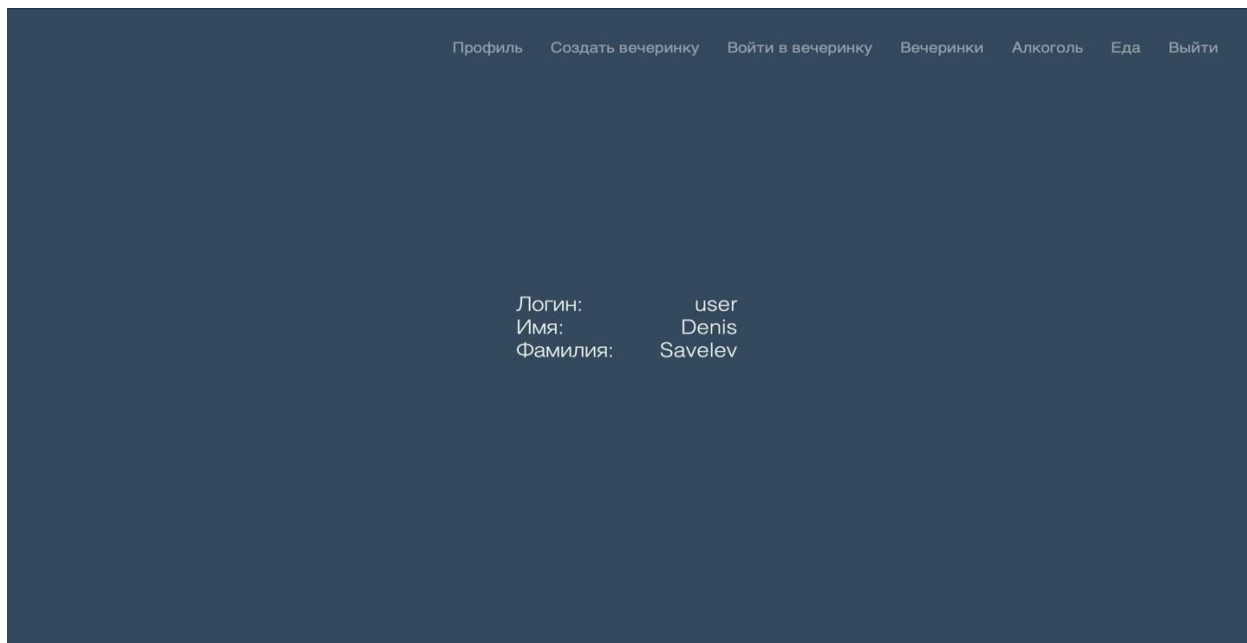 Профиль Создать вечеринку Войти в вечеринку Вечеринки Алкоголь Еда Выйти
Логин: user
Имя: Denis
Фамилия: Savelev